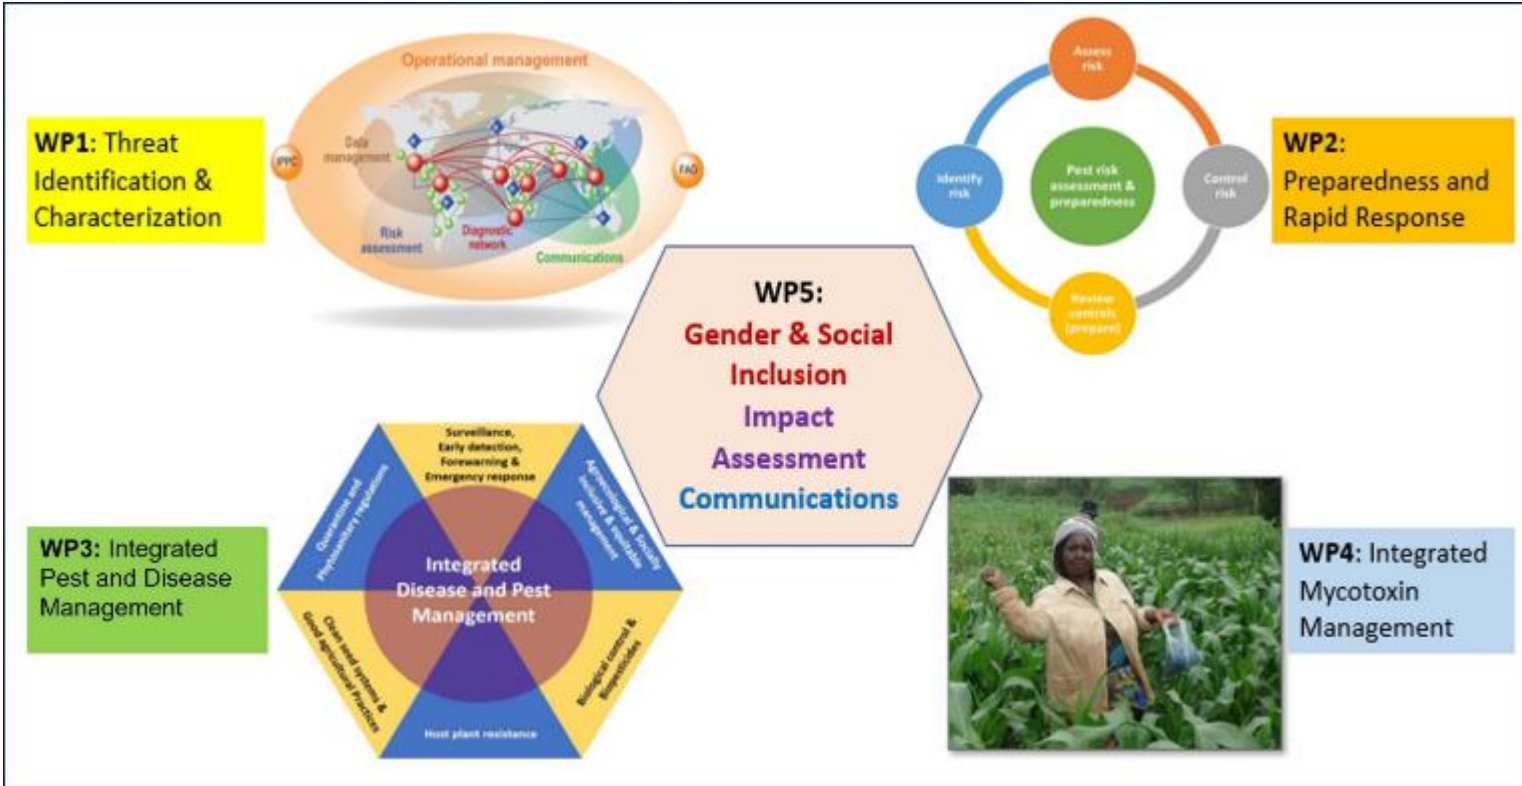 WP1: Threat
Identification &
Characterization
Operational management
Data
management
IPPC
FAO
Risk
assessment
Diagnostic
network
Communications
Assess
risk
Identify
risk
Pest risk
assessment &
preparedness
Control
risk
Review
controls
(prepare)
WP2:
Preparedness and
Rapid Response
WP5:
Gender & Social
Inclusion
Impact
Assessment
Communications
WP3: Integrated
Pest and Disease
Management
Surveillance,
Early detection,
Forewarning &
Emergency response
Quarantine and
Phytosanitary regulations
Agroecological & Socially
inclusive & equitable
management
Integrated
Disease and Pest
Management
Clean seed systems &
Good agricultural Practices
Biological control &
Biopesticides
Host plant resistance
WP4: Integrated
Mycotoxin
Management